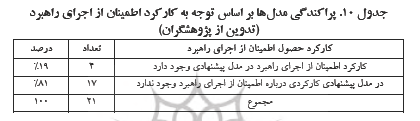 جدول ۱۰. پراکندگی مدل‌ها بر اساس توجه به کارکرد اطمینان از اجرای راهبرد
(تدوین از پژوهشگران)
کارکرد حصول اطمینان از اجرای راهبرد تعداد درصد
کارکرد اطمینان از اجرای راهبرد در مدل پیشنهادی وجود دارد ۴ ۱۹٪
در مدل پیشنهادی کارکردی درباره اطمینان از اجرای راهبرد وجود ندارد ۱۷ ۸۱٪
مجموع ۲۱ ۱۰۰